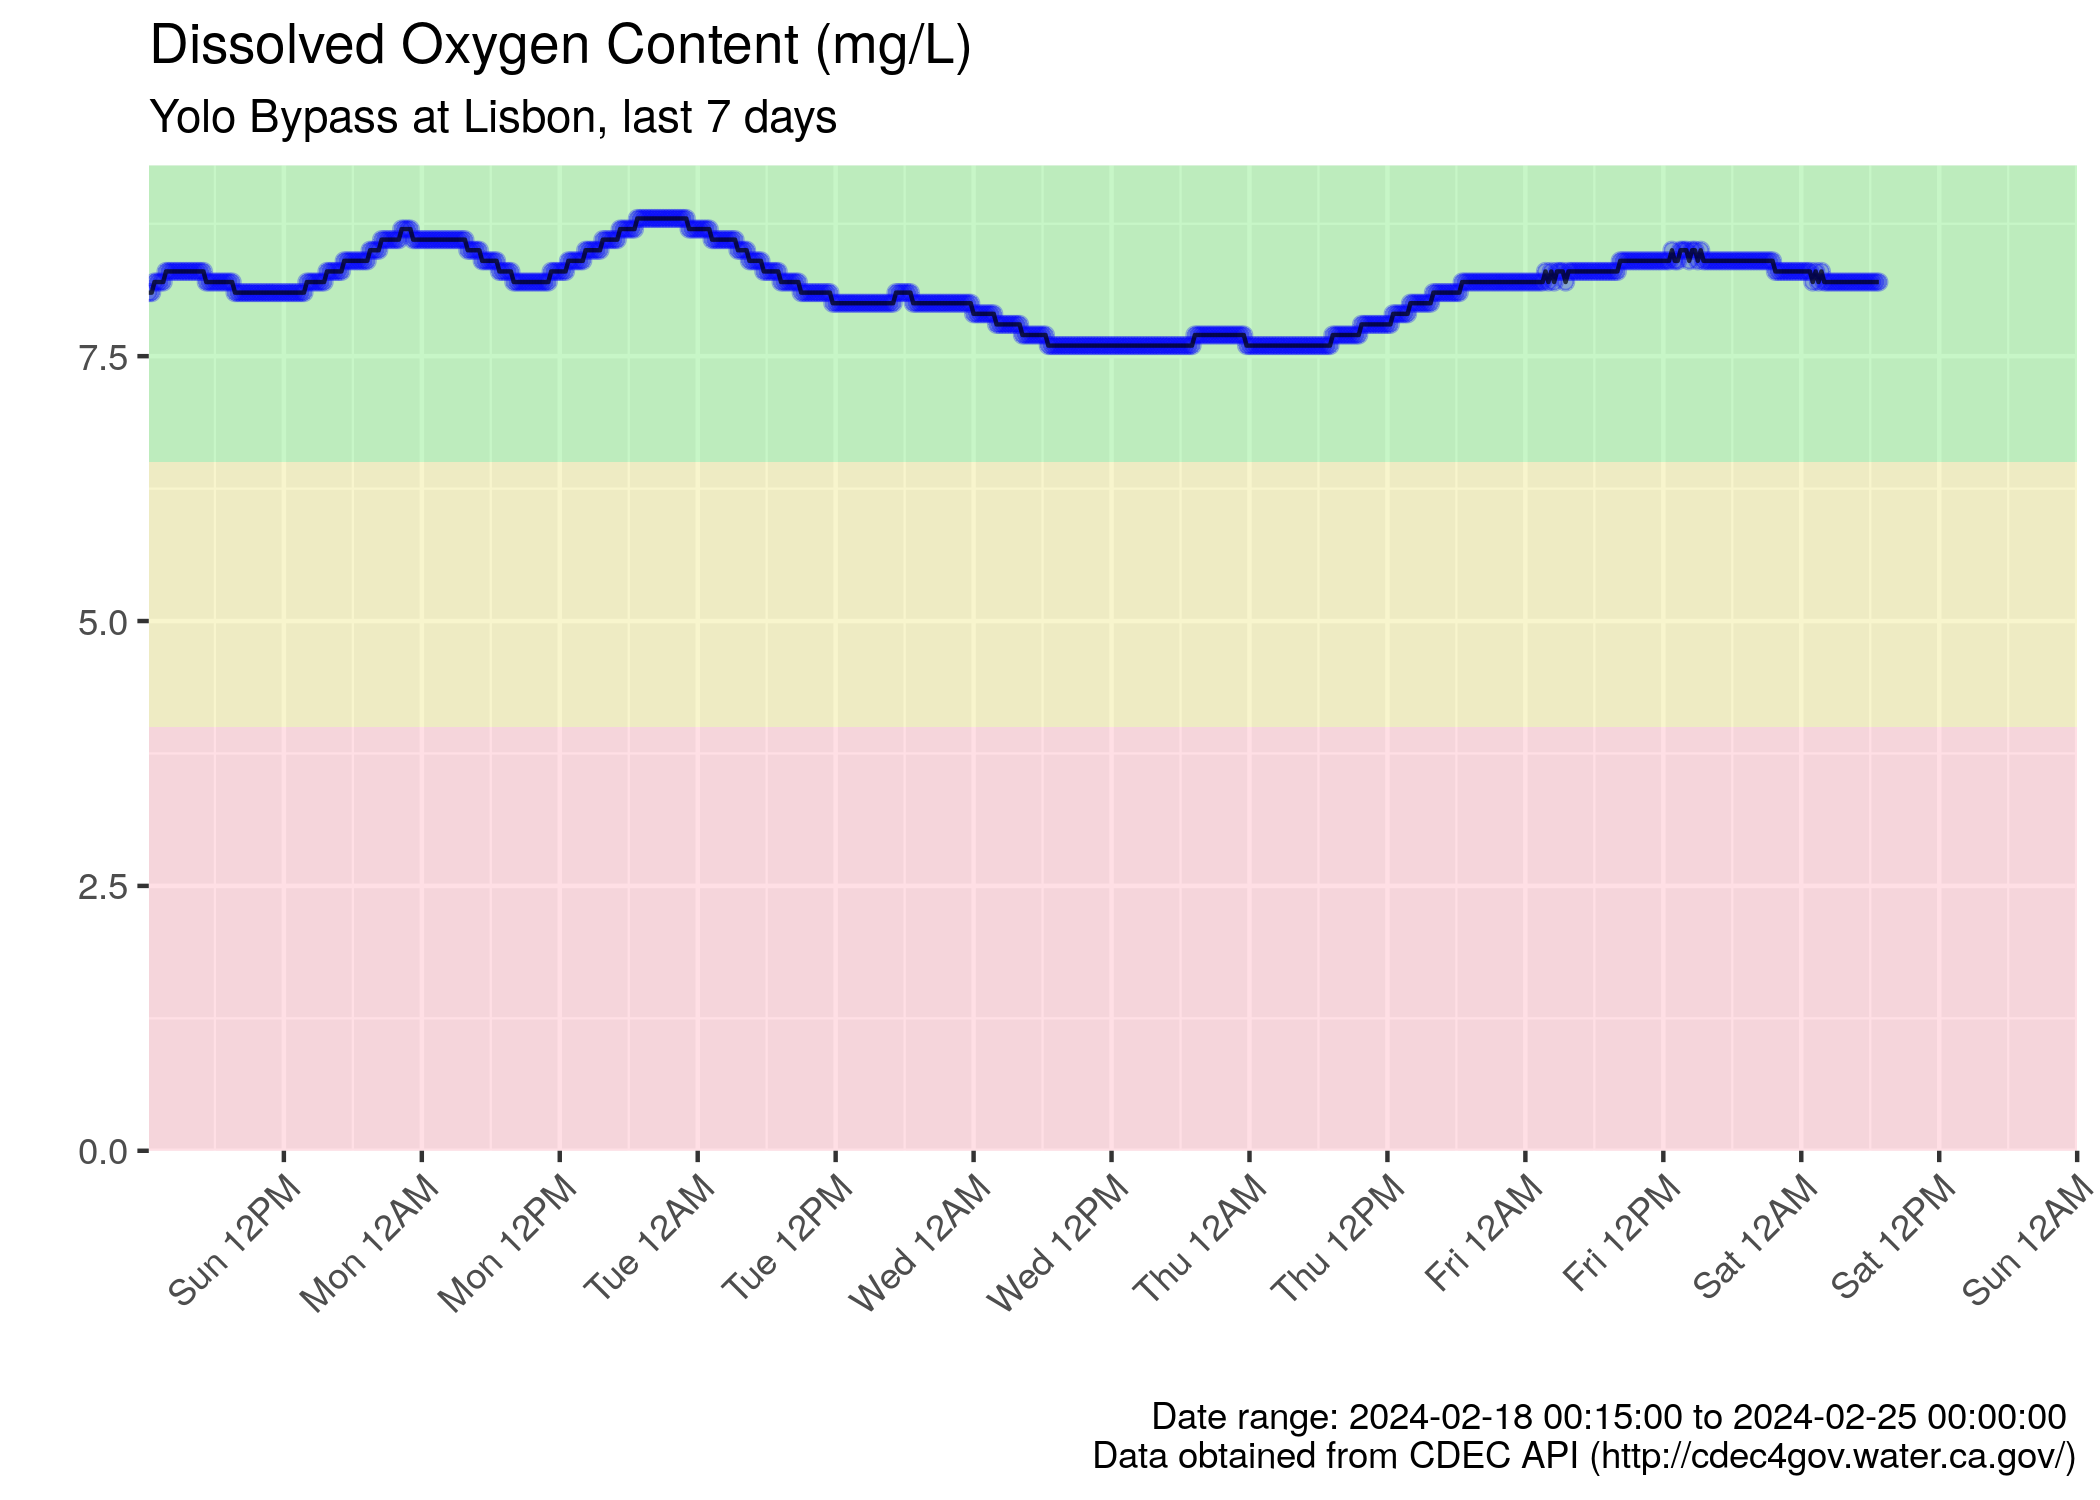 Dissolved Oxygen Content (mg/L)
Yolo Bypass at Lisbon, last 7 days
7.5
5.0
2.5
0.0
Sun 12PM
Mon 12AM
Mon 12PM
Tue 12AM
Tue 12PM
Wed 12AM
Wed 12PM
Thu 12AM
Thu 12PM
Fri 12AM
Fri 12PM
Sat 12AM
Sat 12PM
Sun 12AM
Date range: 2024-02-18 00:15:00 to 2024-02-25 00:00:00
Data obtained from CDEC API (http://cdec4gov.water.ca.gov/)